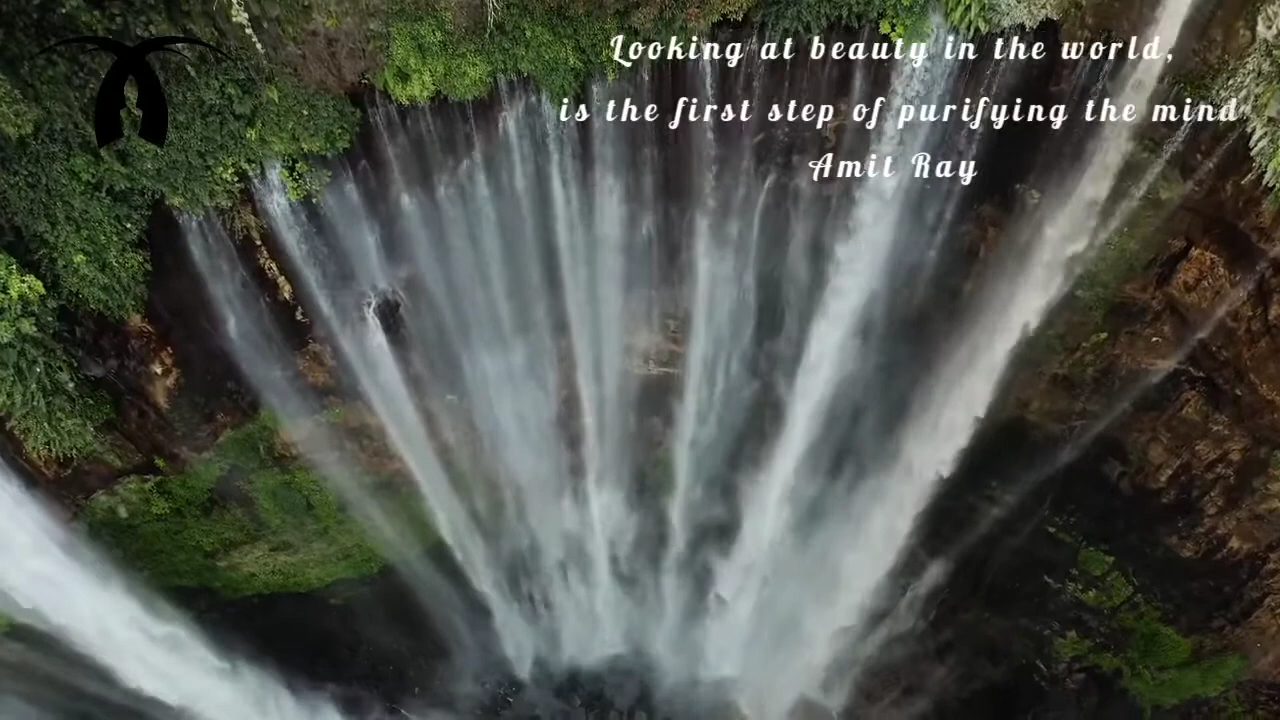 Looking at beauty in the world,
is the first step of purifying the mind
Amit Ray